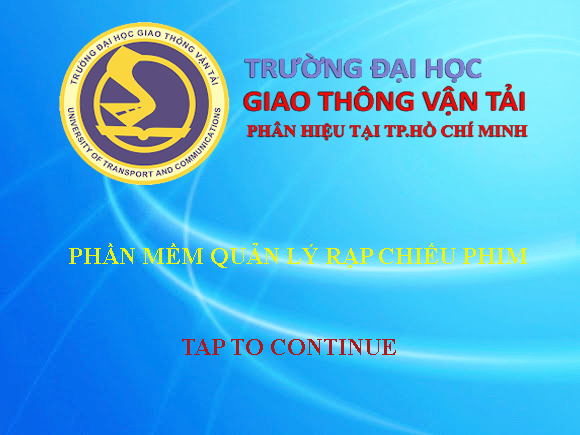 TRƯỜNG ĐẠI HỌC GIAO THÔNG VẬN TẢI
UNIVERSITY OF TRANSPORT AND COMMUNICATIONS
TRƯỜNG ĐẠI HỌC
GIAO THÔNG VẬN TẢI
PHÂN HIỆU TẠI TP.HỒ CHÍ MINH
PHẦN MỀM QUẢN LÝ RẠP CHIẾU PHIM
TAP TO CONTINUE